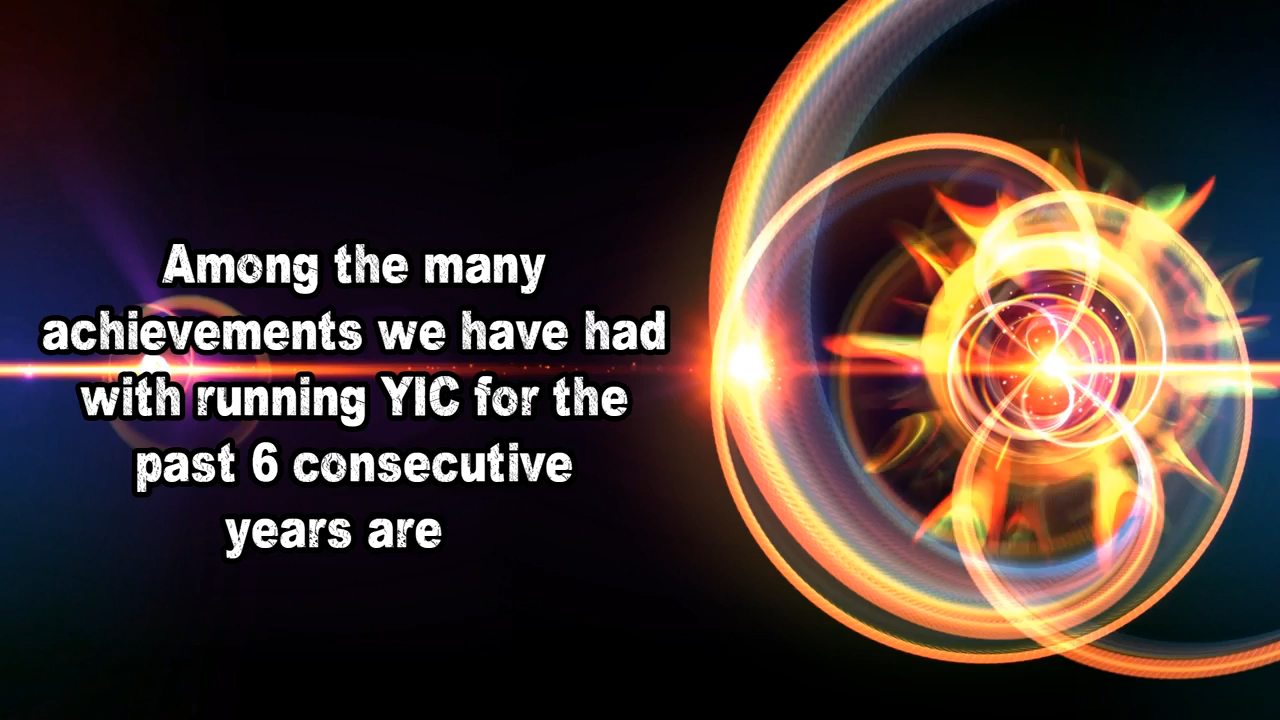 Among the many
achievements we have had
with running YIC for the
past 6 consecutive
years are